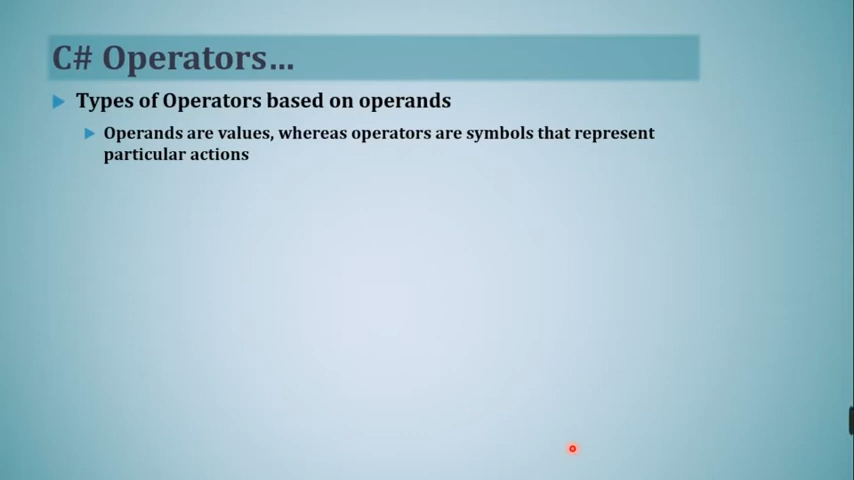 C# Operators...
Types of Operators based on operands
Operands are values, whereas operators are symbols that represent
particular actions